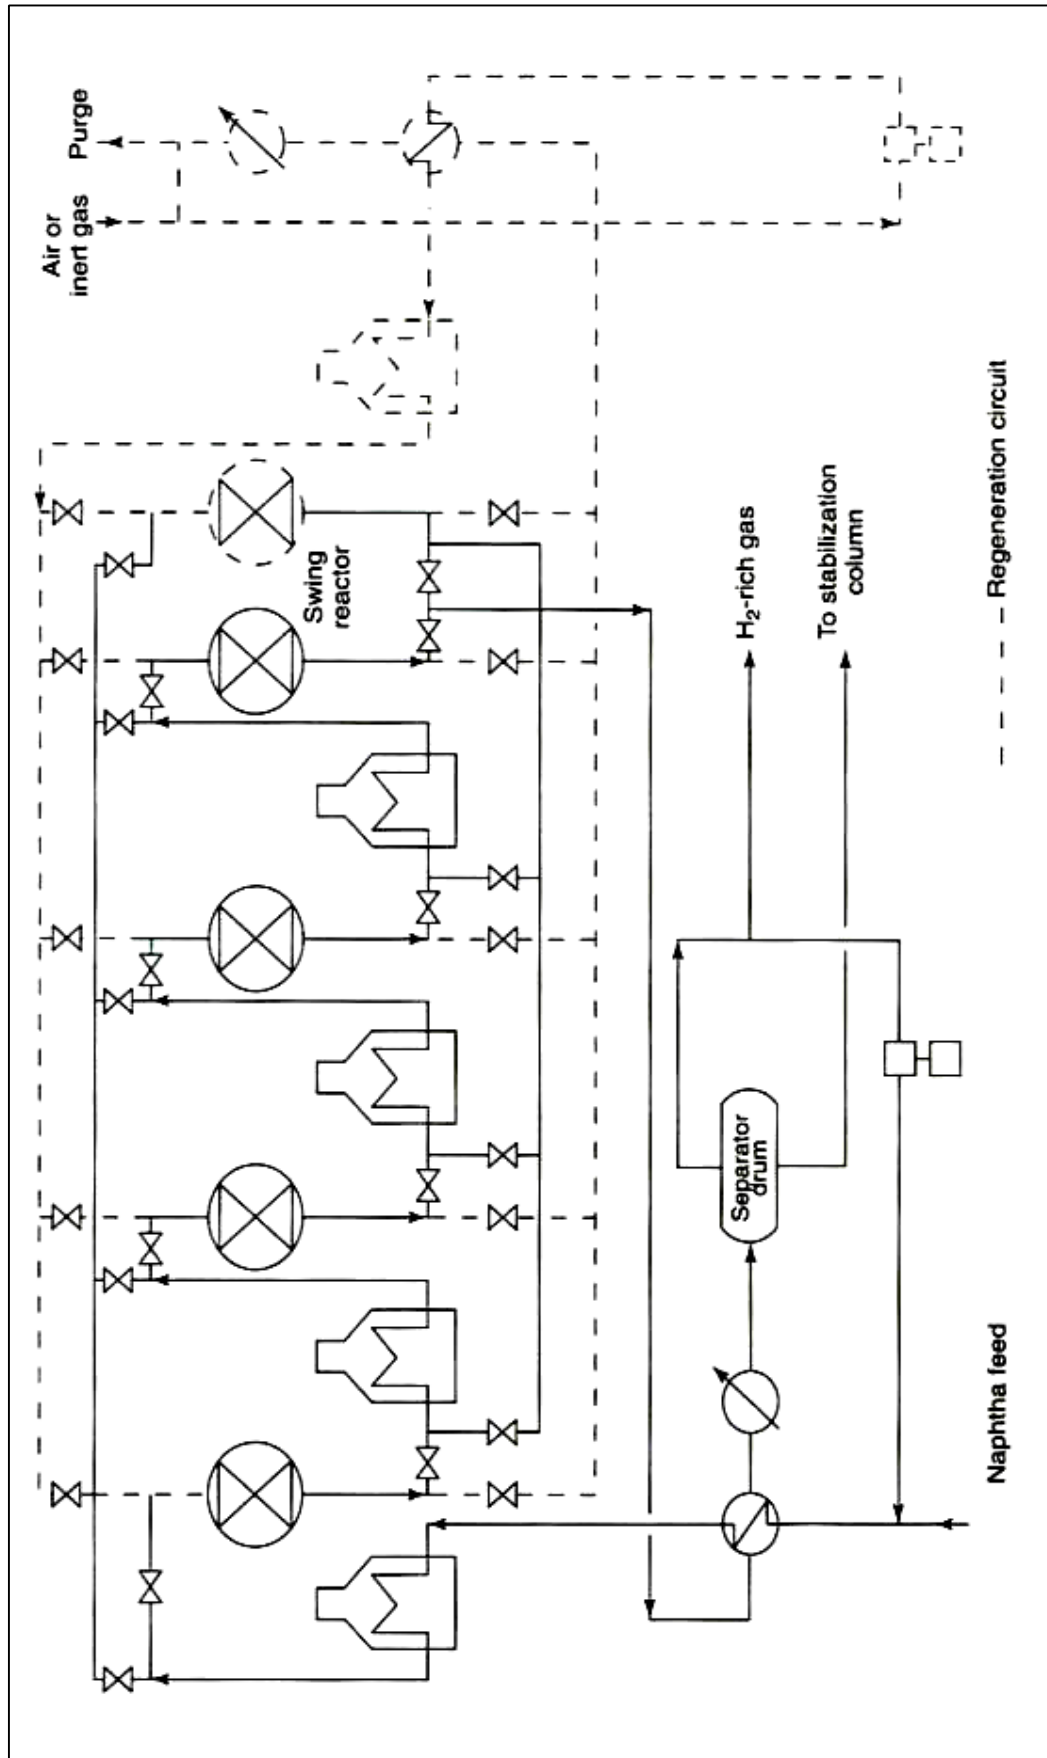 Air or
inert gas
Purge
Swing
reactor
H₂-rich gas
To stabilization
column
Separator
drum
Naphtha feed
Regeneration circuit